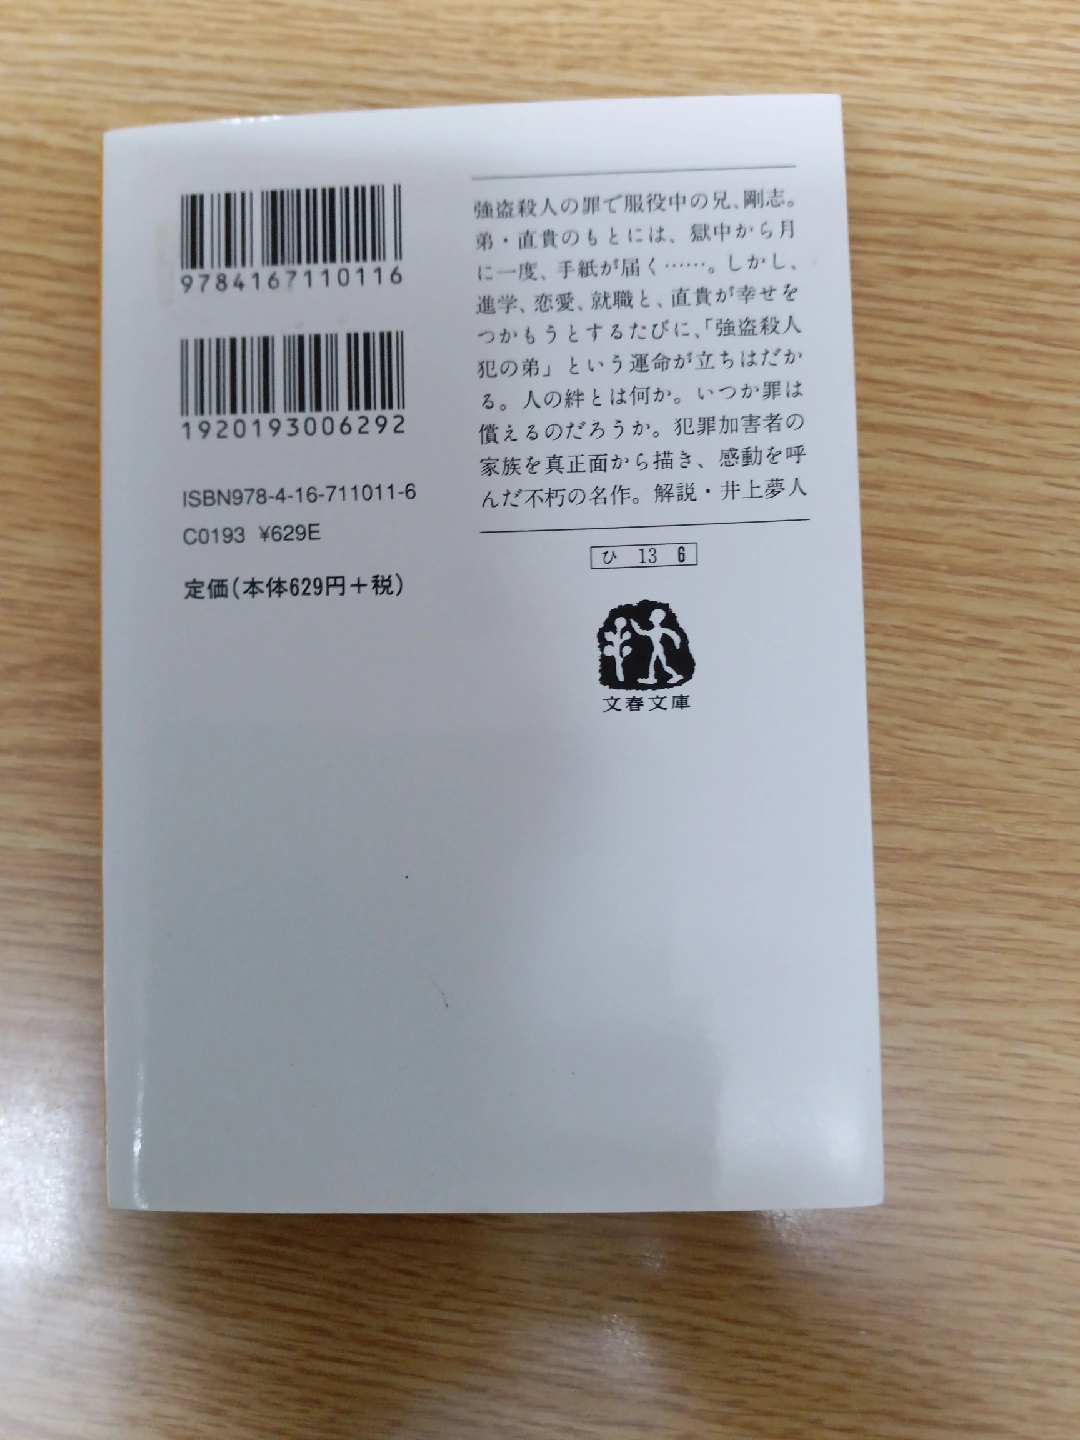 9784167110116
1920193006292
ISBN978-4-16-711011-6
C0193 ¥629E
定価(本体629円+税)
強盗殺人の罪で服役中の兄、剛志。
弟・直貴のもとには、獄中から月
に一度、手紙が届く……。しかし、
進学、恋愛、就職と、直貴が幸せを
つかもうとするたびに、「強盗殺人
犯の弟」という運命が立ちはだか
る。人の絆とは何か。いつか罪は
償えるのだろうか。犯罪加害者の
家族を真正面から描き、感動を呼
んだ不朽の名作。解説・井上夢人
ひ 13 6
文春文庫